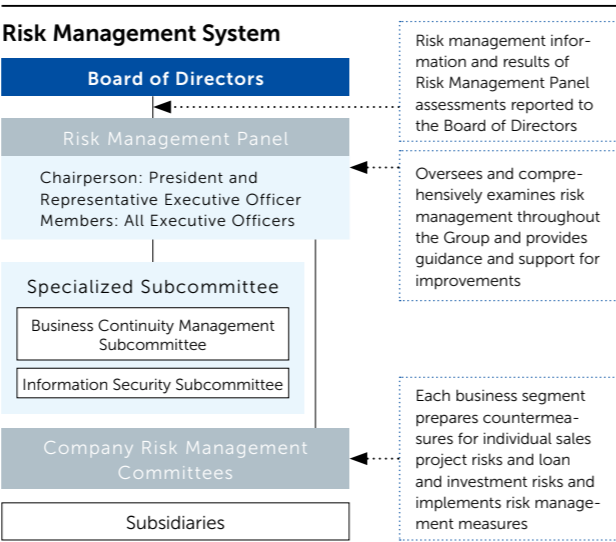 Risk Management System
Board of Directors
Risk management infor-
mation and results of
Risk Management Panel
assessments reported to
the Board of Directors
Risk Management Panel
Chairperson: President and
Representative Executive Officer
Members: All Executive Officers
Oversees and compre-
hensively examines risk
management throughout
the Group and provides
guidance and support for
improvements
Specialized Subcommittee
Business Continuity Management
Subcommittee
Information Security Subcommittee
Company Risk Management
Committees
Each business segment
prepares countermea-
sures for individual sales
project risks and loan
and investment risks and
implements risk manage-
ment measures
Subsidiaries